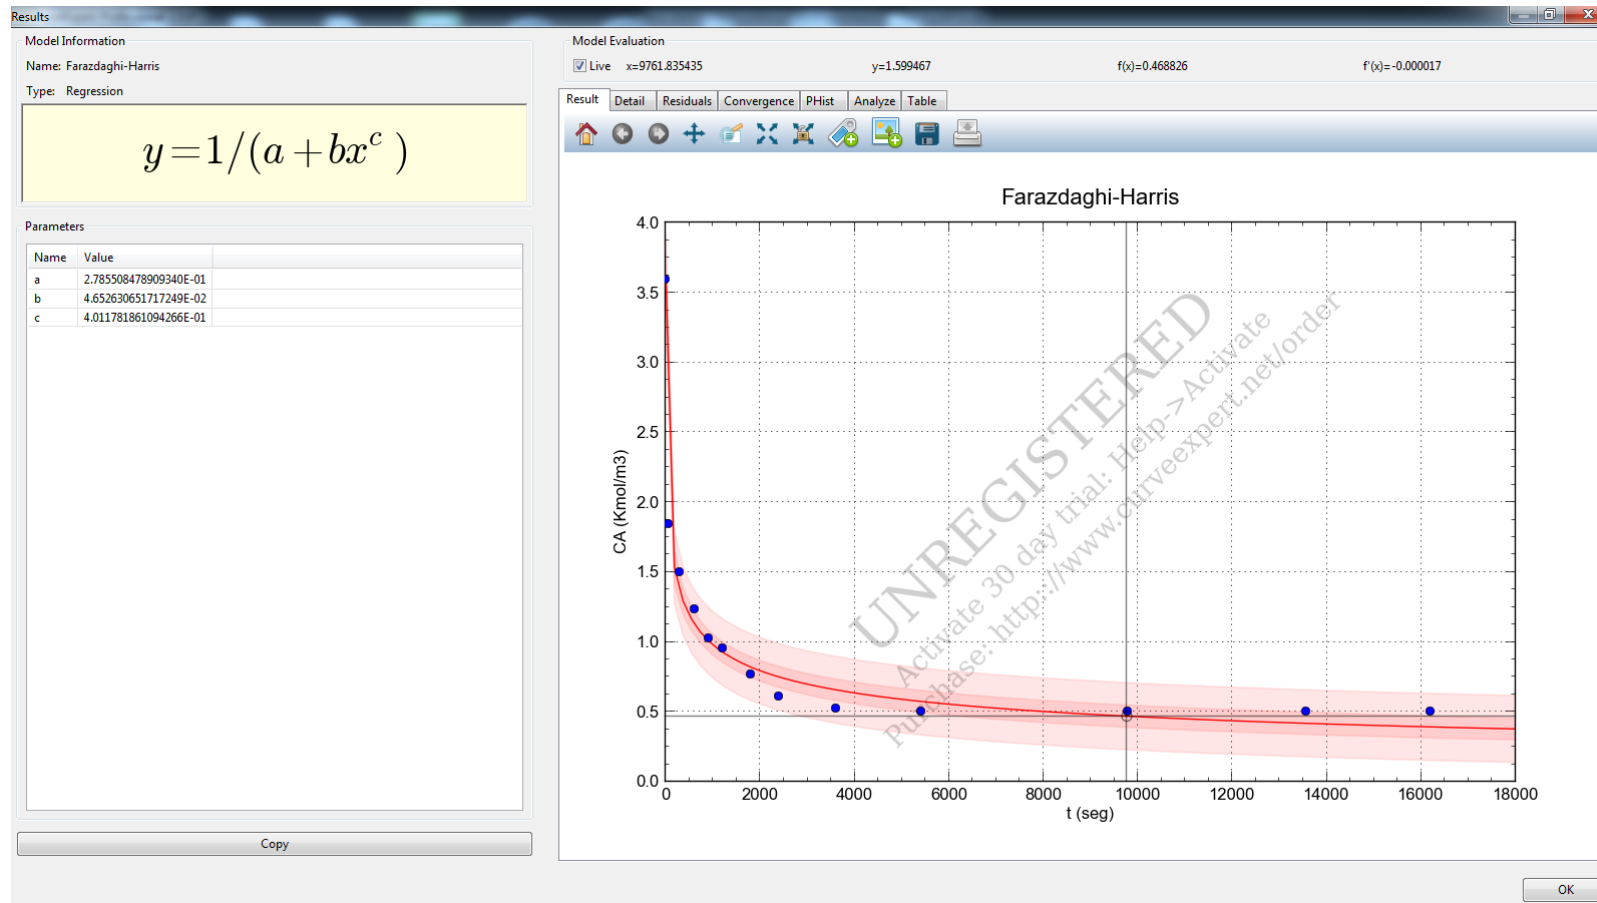 Results
Model Information
Name: Farazdaghi-Harris
Type: Regression
y=1/(a+bx^c )
Parameters
Name Value
a 2.785508478909340E-01
b 4.652630651717249E-02
c 4.011781861094266E-01
Copy
Model Evaluation
Live x=9761.835435 y=1.599467 f(x)=0.468826 f'(x)=-0.000017
Result Detail Residuals Convergence PHist Analyze Table
Farazdaghi-Harris
4.0
3.5
3.0
2.5
2.0
1.5
1.0
0.5
0.0
CA (Kmol/m3)
0 2000 4000 6000 8000 10000 12000 14000 16000 18000
t (seg)
UNREGISTERED
Activate 30 day trial: Help->Activate
Purchase: http://www.curveexpert.net/order
OK